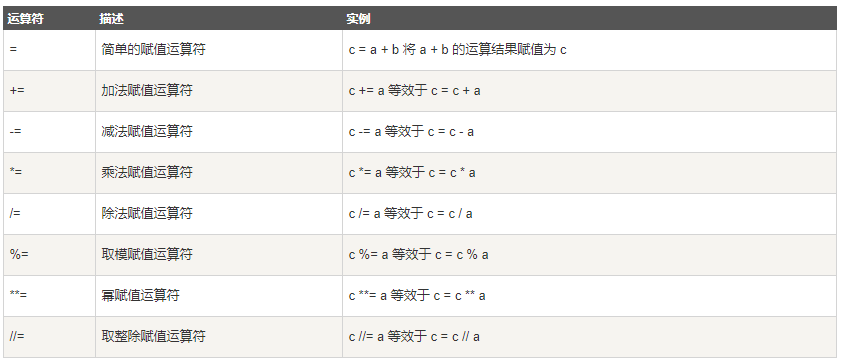 运算符 描述 实例
= 简单的赋值运算符 c = a + b 将 a + b 的运算结果赋值为 c
+= 加法赋值运算符 c += a 等效于 c = c + a
-= 减法赋值运算符 c -= a 等效于 c = c - a
*= 乘法赋值运算符 c *= a 等效于 c = c * a
/= 除法赋值运算符 c /= a 等效于 c = c / a
%= 取模赋值运算符 c %= a 等效于 c = c % a
**= 幂赋值运算符 c **= a 等效于 c = c ** a
//= 取整除赋值运算符 c //= a 等效于 c = c // a